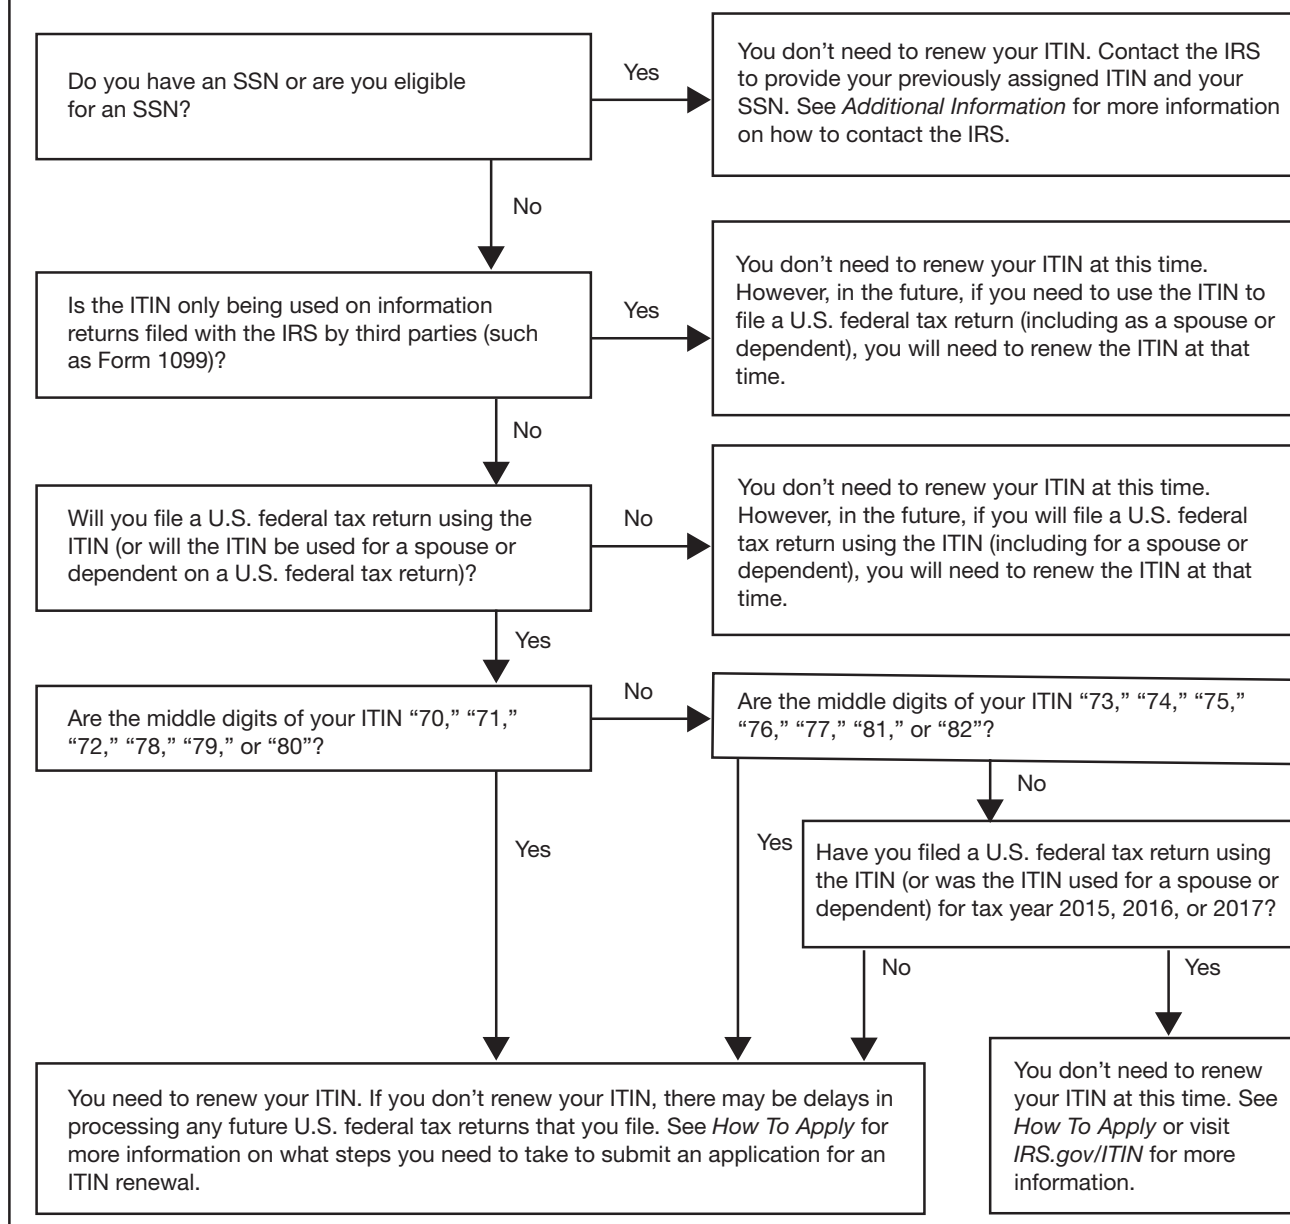 Do you have an SSN or are you eligible
for an SSN?
Yes
You don’t need to renew your ITIN. Contact the IRS
to provide your previously assigned ITIN and your
SSN. See Additional Information for more information
on how to contact the IRS.
No
Is the ITIN only being used on information
returns filed with the IRS by third parties (such
as Form 1099)?
Yes
You don’t need to renew your ITIN at this time.
However, in the future, if you need to use the ITIN to
file a U.S. federal tax return (including as a spouse or
dependent), you will need to renew the ITIN at that
time.
No
Will you file a U.S. federal tax return using the
ITIN (or will the ITIN be used for a spouse or
dependent on a U.S. federal tax return)?
No
You don’t need to renew your ITIN at this time.
However, in the future, if you will file a U.S. federal
tax return using the ITIN (including for a spouse or
dependent), you will need to renew the ITIN at that
time.
Yes
Are the middle digits of your ITIN “70,” “71,”
“72,” “78,” “79,” or “80”?
No
Are the middle digits of your ITIN “73,” “74,” “75,”
“76,” “77,” “81,” or “82”?
No
Yes
Yes
Have you filed a U.S. federal tax return using
the ITIN (or was the ITIN used for a spouse or
dependent) for tax year 2015, 2016, or 2017?
No
Yes
You need to renew your ITIN. If you don’t renew your ITIN, there may be delays in
processing any future U.S. federal tax returns that you file. See How To Apply for
more information on what steps you need to take to submit an application for an
ITIN renewal.
You don’t need to renew
your ITIN at this time. See
How To Apply or visit
IRS.gov/ITIN for more
information.